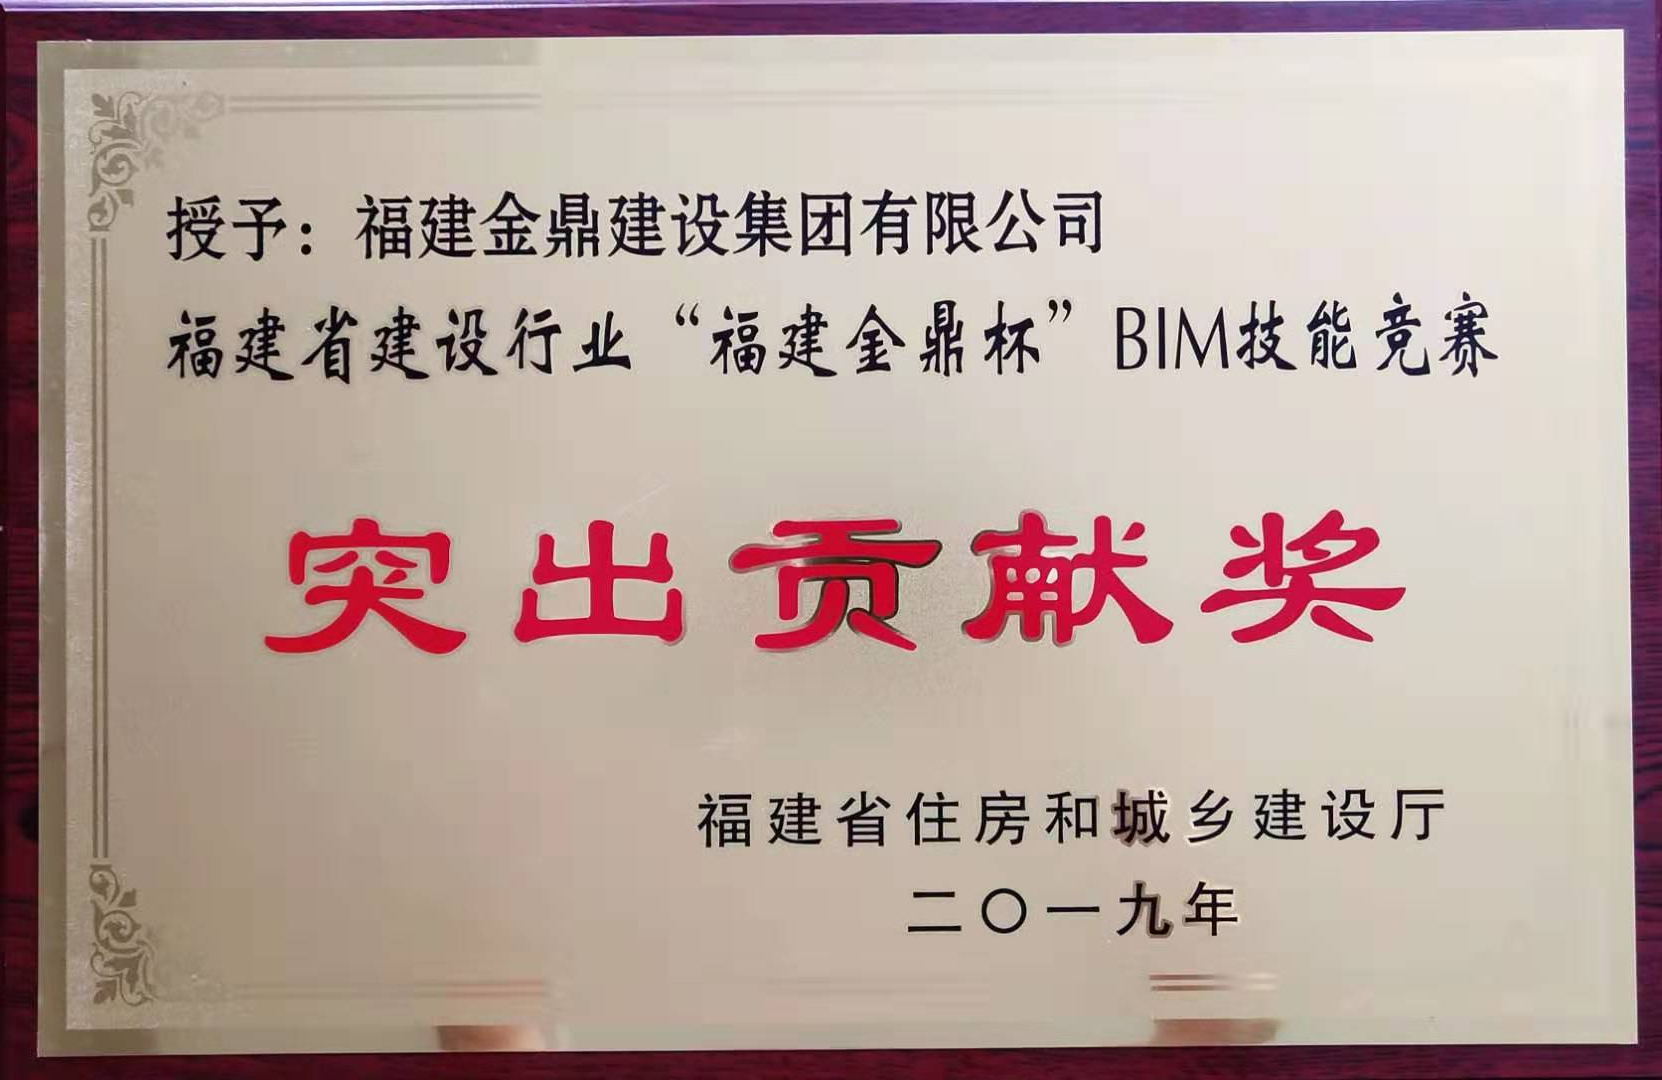 授予：福建金鼎建设集团有限公司
福建省建设行业“福建金鼎杯”BIM技能竞赛
突出贡献奖
福建省住房和城乡建设厅
二〇一九年